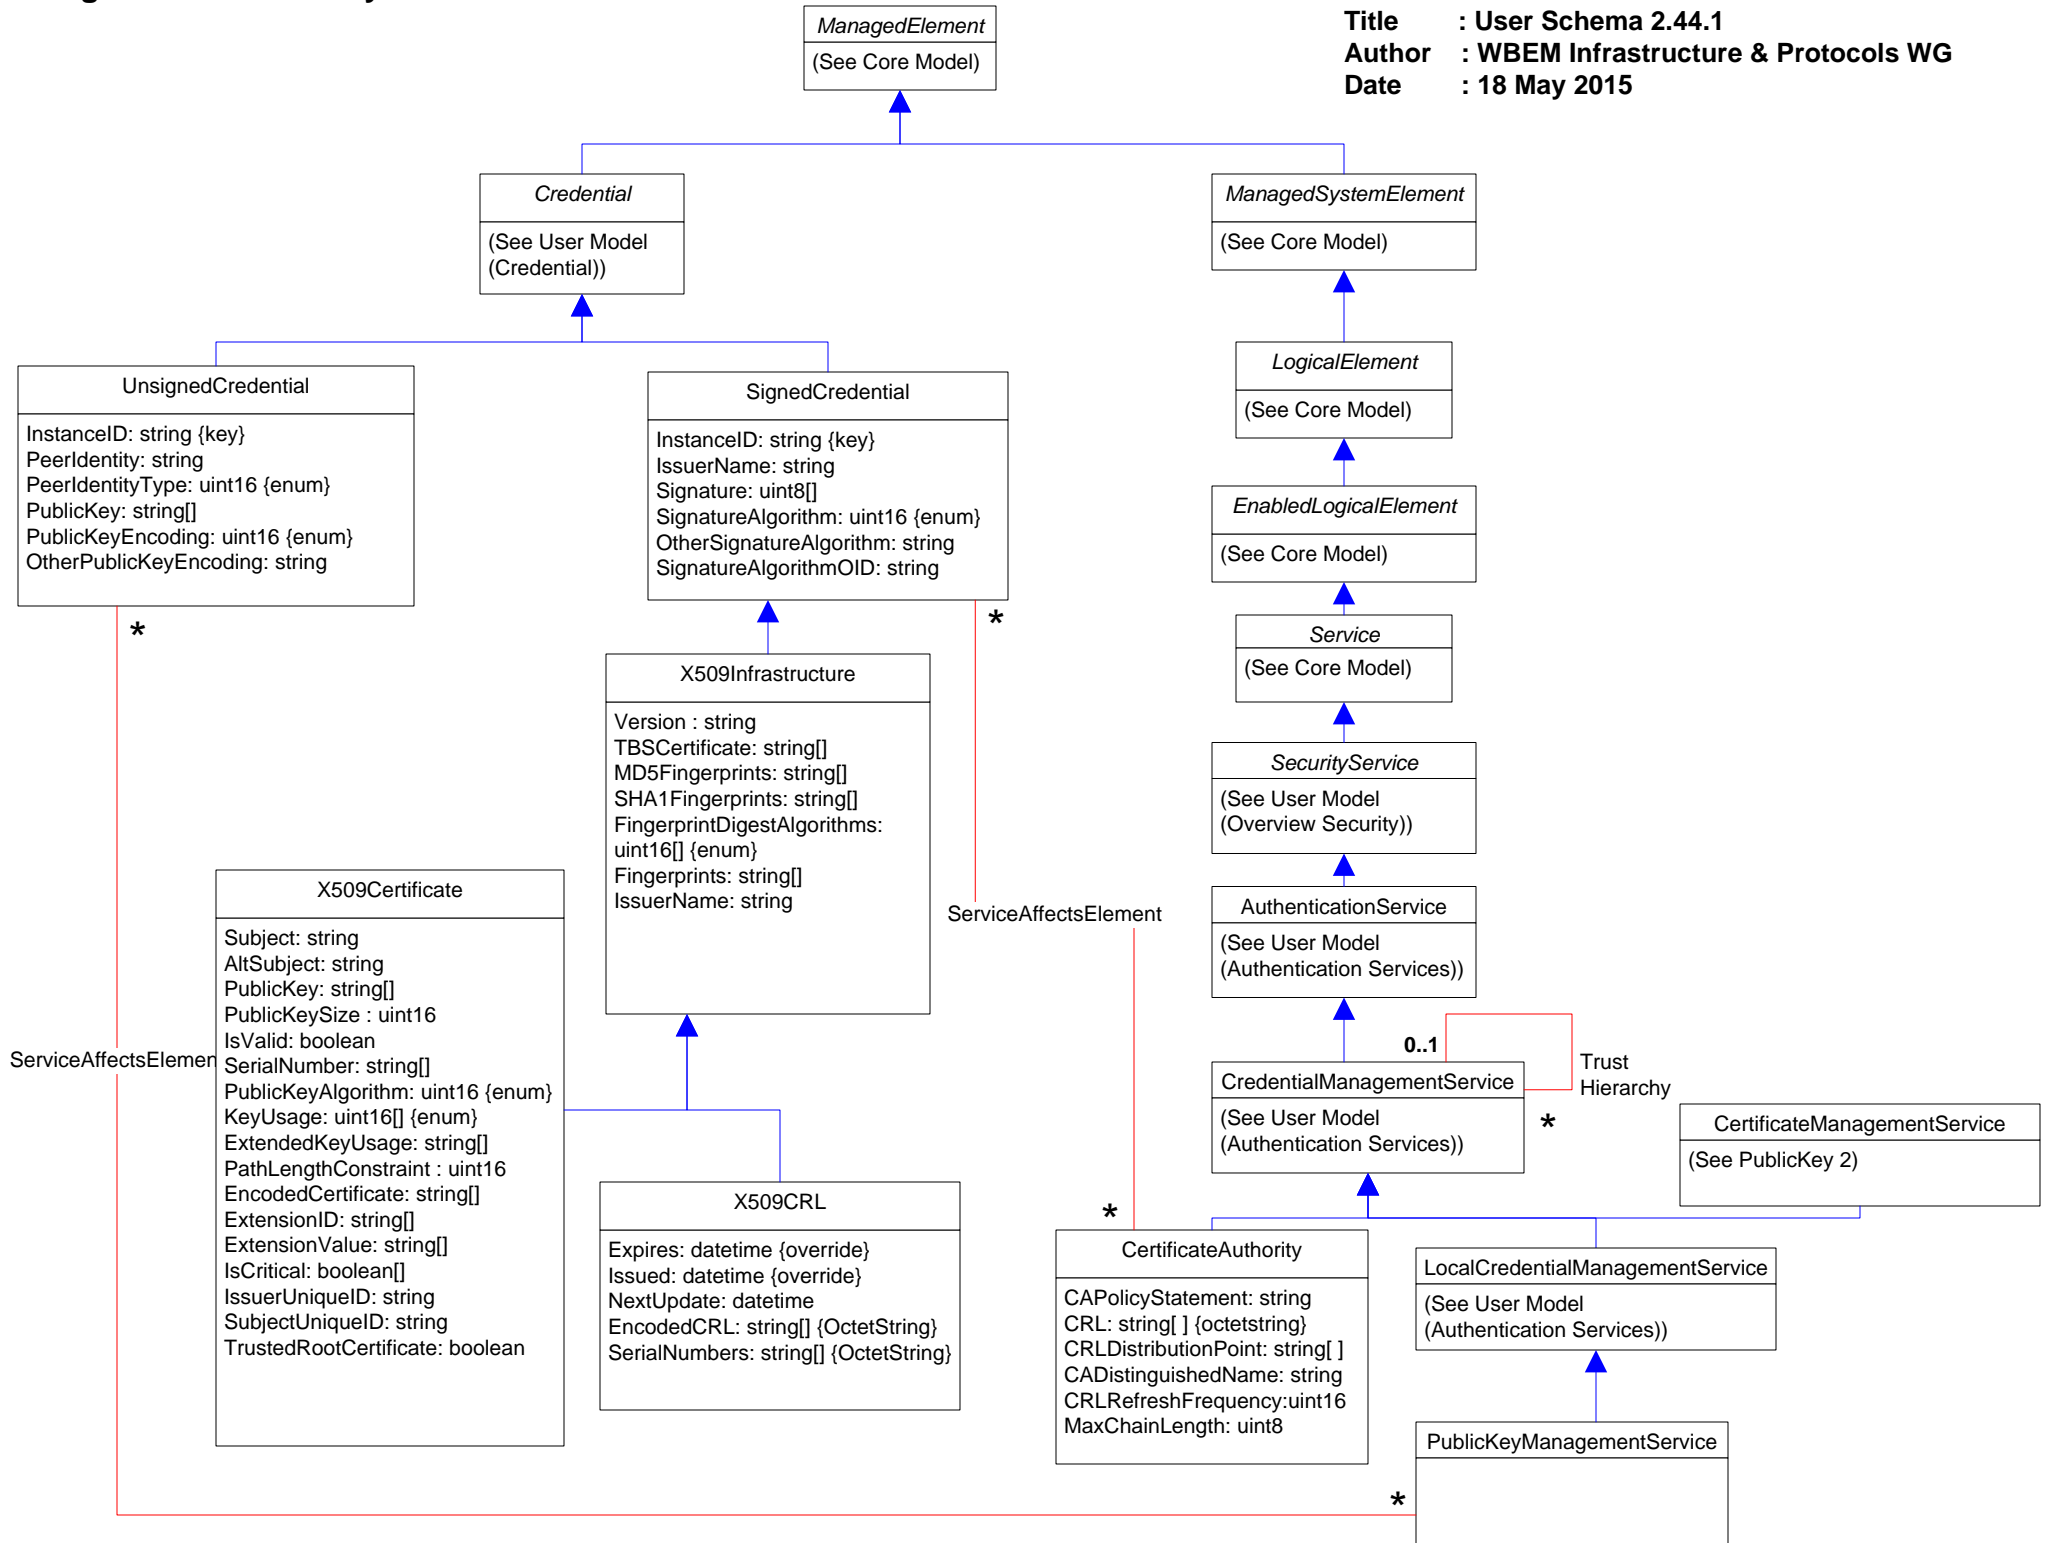 Title : User Schema 2.44.1
Author : WBEM Infrastructure & Protocols WG
Date : 18 May 2015
ManagedElement
(See Core Model)
Credential
(See User Model
(Credential))
ManagedSystemElement
(See Core Model)
LogicalElement
(See Core Model)
EnabledLogicalElement
(See Core Model)
Service
(See Core Model)
SecurityService
(See User Model
(Overview Security))
AuthenticationService
(See User Model
(Authentication Services))
0..1
Trust
Hierarchy
CredentialManagementService
(See User Model
(Authentication Services))
*
CertificateManagementService
(See PublicKey 2)
UnsignedCredential
InstanceID: string {key}
PeerIdentity: string
PeerIdentityType: uint16 {enum}
PublicKey: string[]
PublicKeyEncoding: uint16 {enum}
OtherPublicKeyEncoding: string
*
SignedCredential
InstanceID: string {key}
IssuerName: string
Signature: uint8[]
SignatureAlgorithm: uint16 {enum}
OtherSignatureAlgorithm: string
SignatureAlgorithmOID: string
*
X509Infrastructure
Version : string
TBSCertificate: string[]
MD5Fingerprints: string[]
SHA1Fingerprints: string[]
FingerprintDigestAlgorithms:
uint16[] {enum}
Fingerprints: string[]
IssuerName: string
ServiceAffectsElement
ServiceAffectsElemen
X509Certificate
Subject: string
AltSubject: string
PublicKey: string[]
PublicKeySize : uint16
IsValid: boolean
SerialNumber: string[]
PublicKeyAlgorithm: uint16 {enum}
KeyUsage: uint16[] {enum}
ExtendedKeyUsage: string[]
PathLengthConstraint : uint16
EncodedCertificate: string[]
ExtensionID: string[]
ExtensionValue: string[]
IsCritical: boolean[]
IssuerUniqueID: string
SubjectUniqueID: string
TrustedRootCertificate: boolean
X509CRL
Expires: datetime {override}
Issued: datetime {override}
NextUpdate: datetime
EncodedCRL: string[] {OctetString}
SerialNumbers: string[] {OctetString}
*
CertificateAuthority
CAPolicyStatement: string
CRL: string[ ] {octetstring}
CRLDistributionPoint: string[ ]
CADistinguishedName: string
CRLRefreshFrequency:uint16
MaxChainLength: uint8
LocalCredentialManagementService
(See User Model
(Authentication Services))
PublicKeyManagementService
*